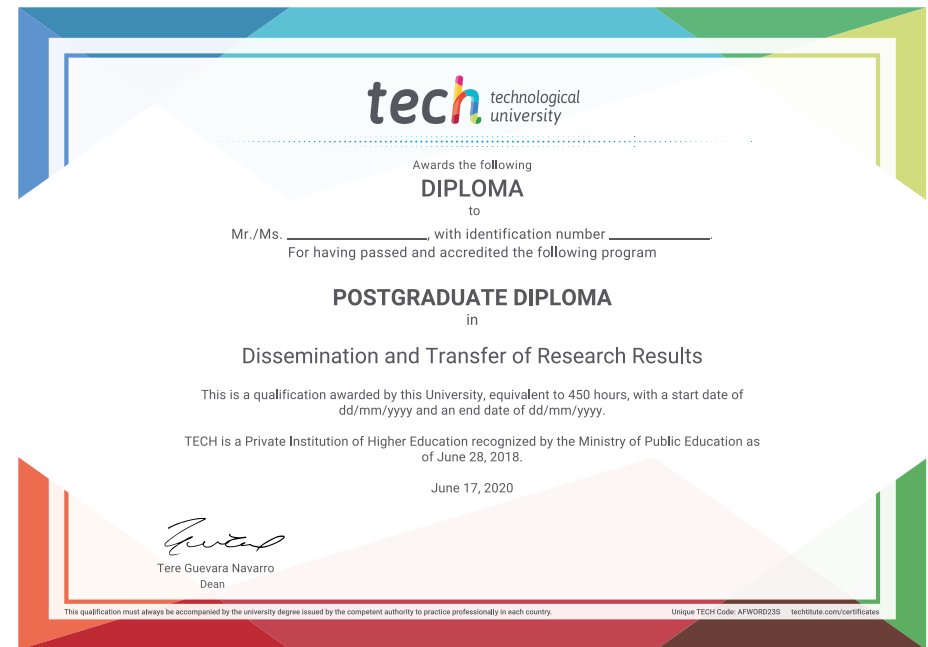 tech technological
university
Awards the following
DIPLOMA
to
Mr./Ms. ____________________, with identification number ______________.
For having passed and accredited the following program
POSTGRADUATE DIPLOMA
in
Dissemination and Transfer of Research Results
This is a qualification awarded by this University, equivalent to 450 hours, with a start date of
dd/mm/yyyy and an end date of dd/mm/yyyy.
TECH is a Private Institution of Higher Education recognized by the Ministry of Public Education as
of June 28, 2018.
June 17, 2020
Tere Guevara Navarro
Dean
This qualification must always be accompanied by the university degree issued by the competent authority to practice professionally in each country. Unique TECH Code: AFWORD23S techtitute.com/certificates